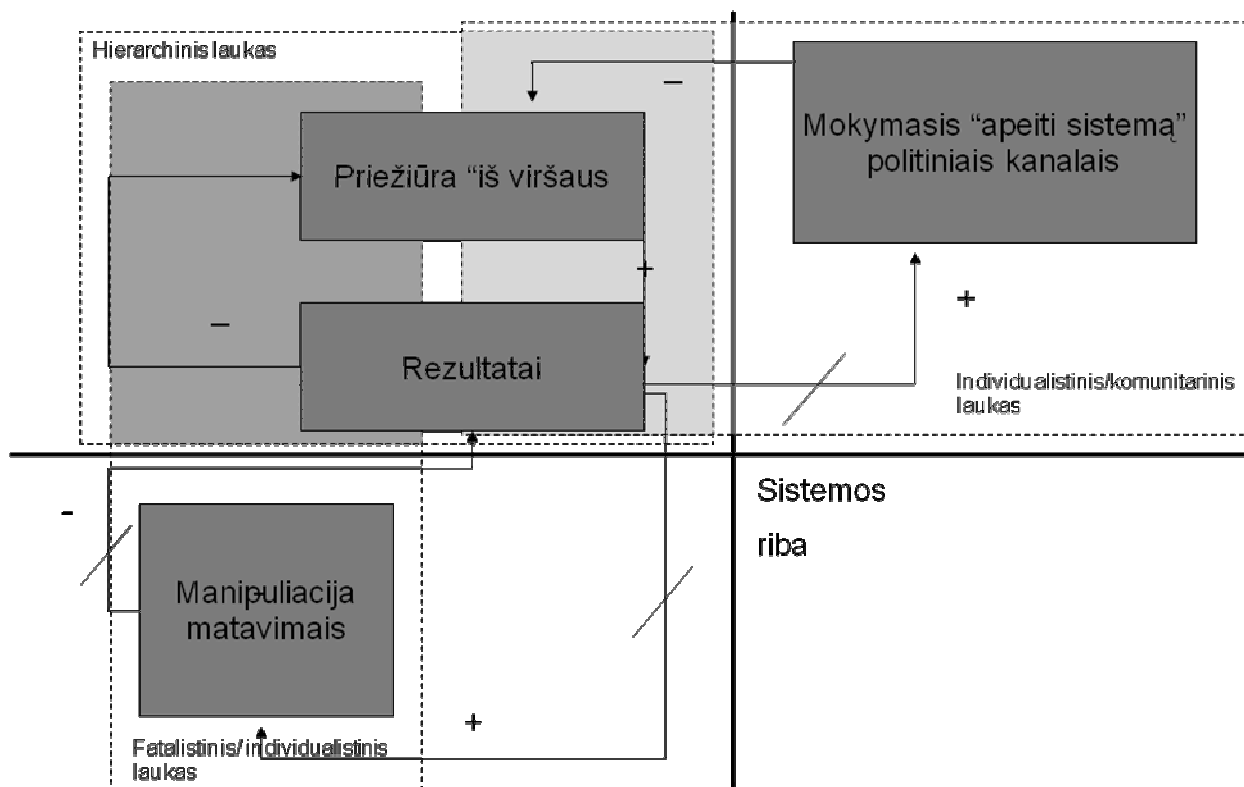 Hierarchinis laukas
–
Mokymasis “apeiti sistemą”
politiniais kanalais
Priežiūra “iš viršaus
+
–
+
Rezultatai
Individualistinis/komunitarinis
laukas
Sistemos
riba
-
Manipuliacija
matavimais
-
+
Fatalistinis/individualistinis
laukas